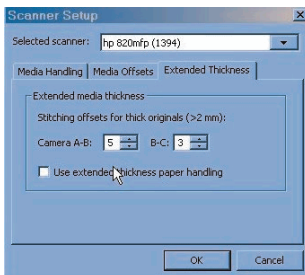 Scanner Setup
Selected scanner: hp 820mfp (1394)
Media Handling Media Offsets Extended Thickness
Extended media thickness
Stitching offsets for thick originals (>2 mm):
Camera A-B: 5 B-C: 3
Use extended thickness paper handling
OK Cancel